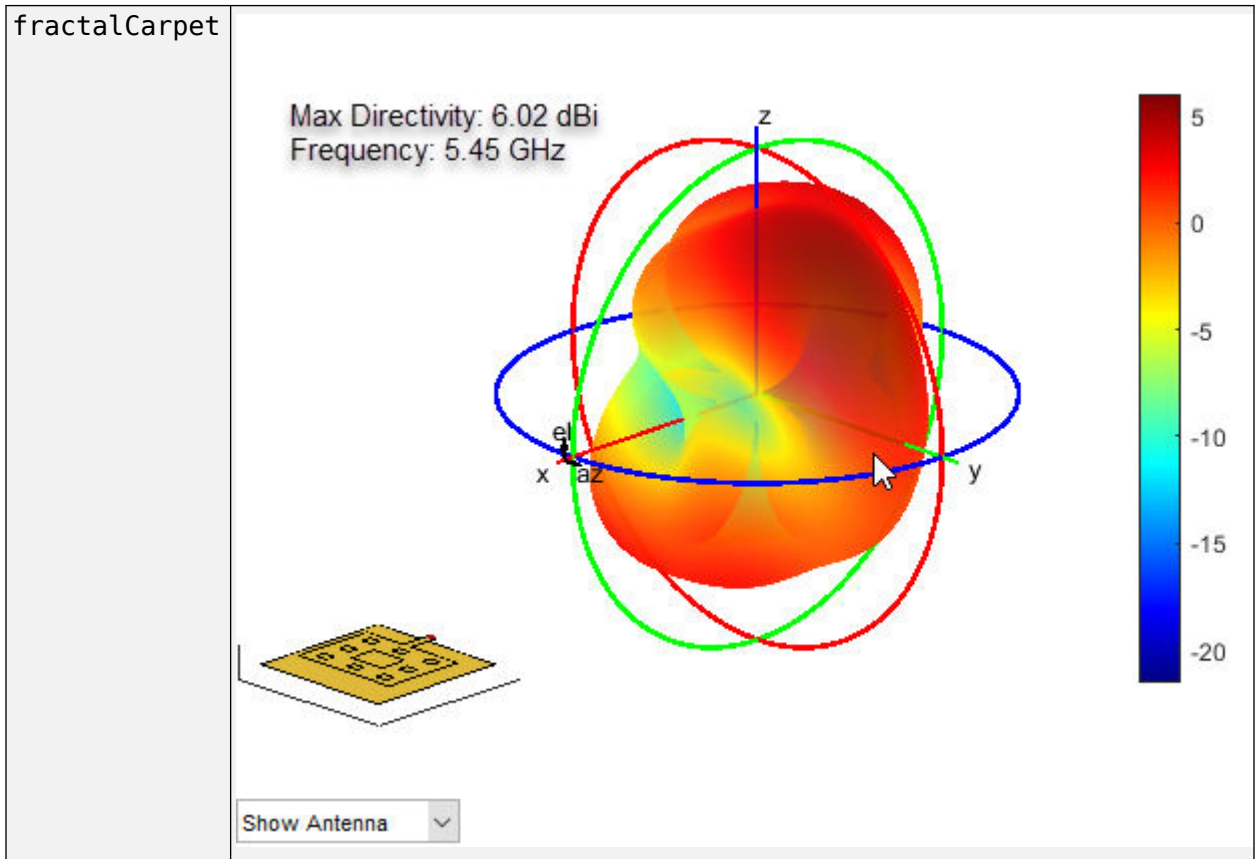 fractalCarpet
Max Directivity: 6.02 dBi
Frequency: 5.45 GHz
z
5
0
-5
-10
-15
-20
el
x
az
y
Show Antenna